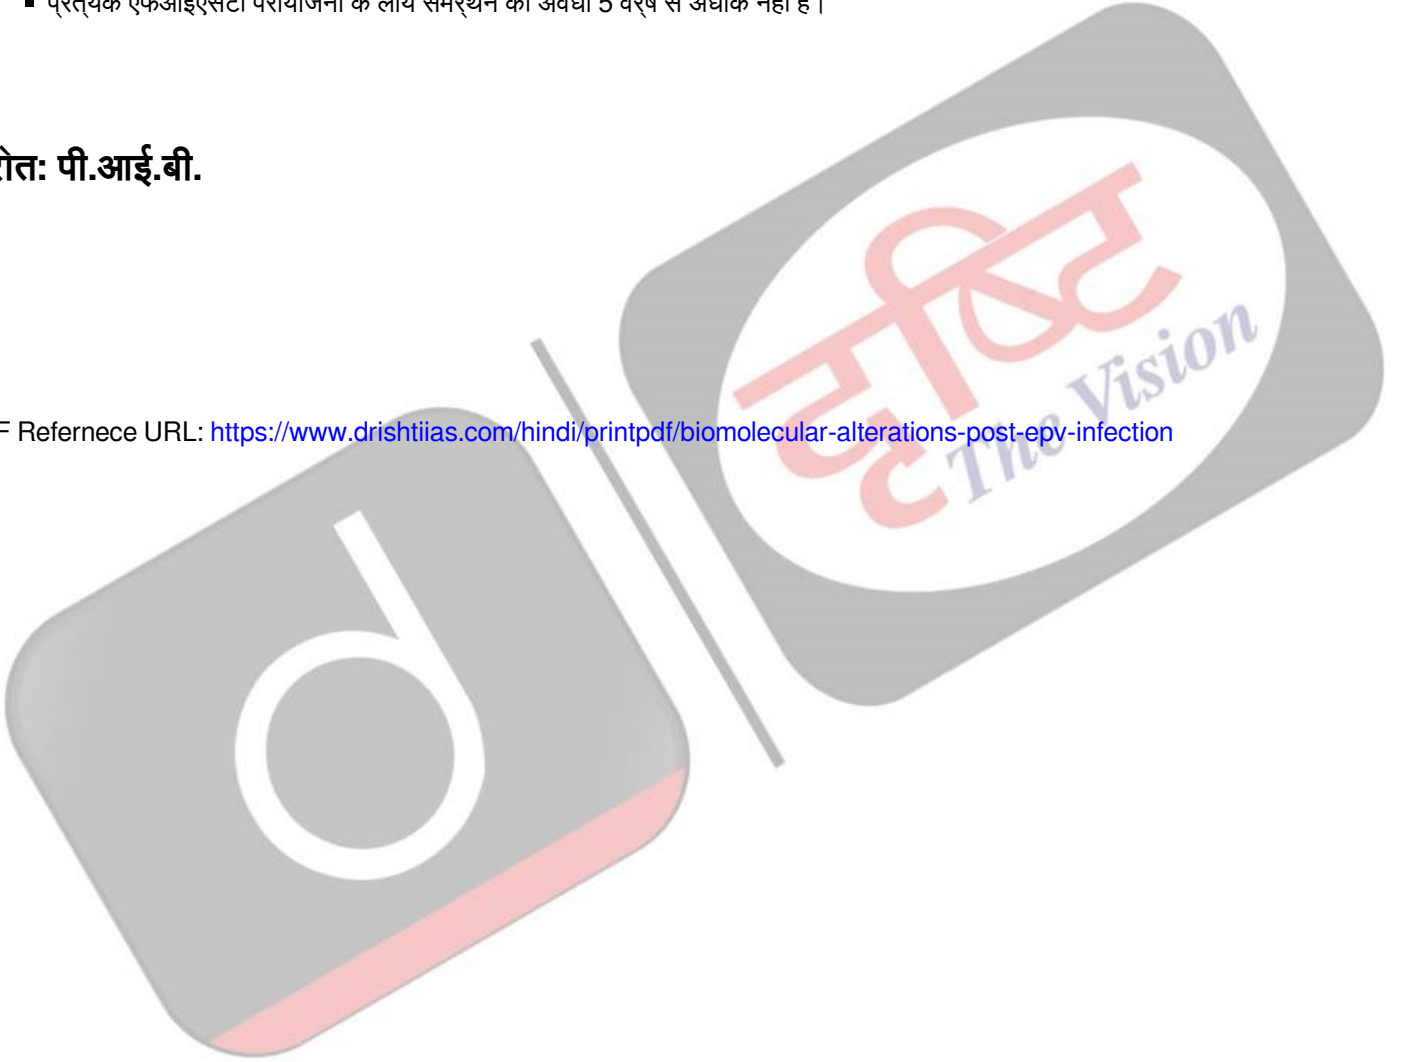 ▪ प्रत्येक एफआईएसटी परियोजना के लिये समर्थन की अवधि 5 वर्ष से अधिक नहीं है।
रोत: पी.आई.बी.
F Refernece URL: https://www.drishtiias.com/hindi/printpdf/biomolecular-alterations-post-epv-infection
दृष्टि
The Vision
d